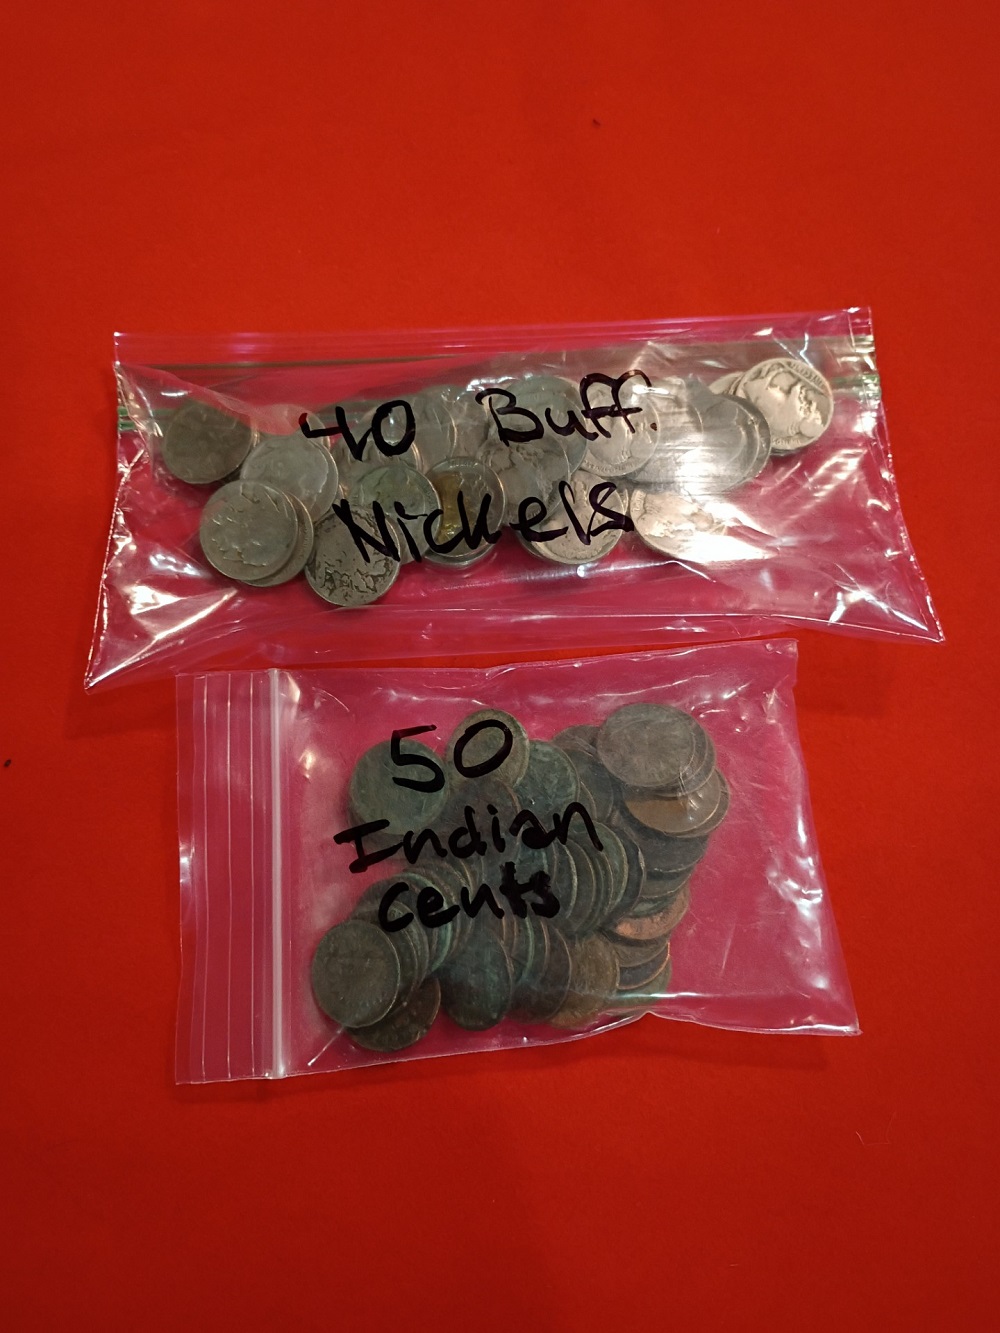 40 Buff.
Nickels
50
Indian
Cents